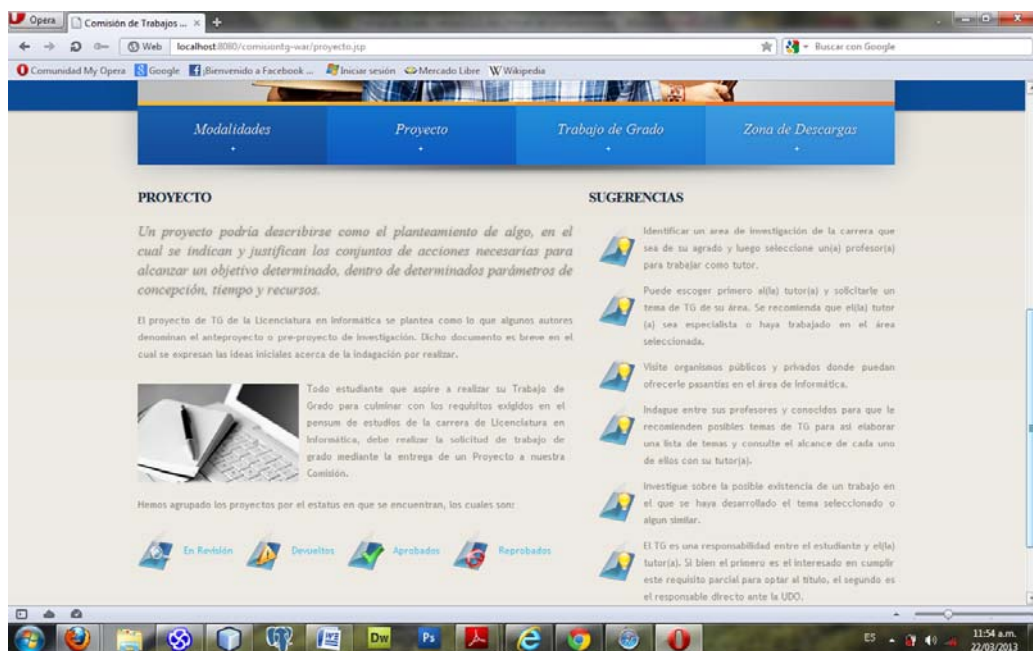 Opera
Comisión de Trabajos ...
Web
localhost:8080/comisiontg-war/proyecto.jsp
Buscar con Google
Comunidad My Opera
Google
¡Bienvenido a Facebook ...
Iniciar sesión
Mercado Libre
Wikipedia
Modalidades
Proyecto
Trabajo de Grado
Zona de Descargas
+ + + +
PROYECTO
Un proyecto podría describirse como el planteamiento de algo, en el
cual se indican y justifican los conjuntos de acciones necesarias para
alcanzar un objetivo determinado, dentro de determinados parámetros de
concepción, tiempo y recursos.
El proyecto de TG de la Licenciatura en Informática se plantea como lo que algunos autores
denominan el anteproyecto o pre-proyecto de investigación. Dicho documento es breve en el
cual se expresan las ideas iniciales acerca de la indagación por realizar.
Todo estudiante que aspire a realizar su Trabajo de
Grado para culminar con los requisitos exigidos en el
pensum de estudios de la carrera de Licenciatura en
Informática, debe realizar la solicitud de trabajo de
grado mediante la entrega de un Proyecto a nuestra
Comisión.
Hemos agrupado los proyectos por el estatus en que se encuentran, los cuales son:
En Revisión
Devueltos
Aprobados
Reprobados
SUGERENCIAS
Identificar un area de investigación de la carrera que
sea de su agrado y luego seleccione un(a) profesor(a)
para trabajar como tutor.
Puede escoger primero al(la) tutor(a) y solicitarle un
tema de TG de su área. Se recomienda que el(la) tutor
(a) sea especialista o haya trabajado en el área
seleccionada.
Visite organismos públicos y privados donde puedan
ofrecerle pasantías en el área de informática.
Indague entre sus profesores y conocidos para que le
recomienden posibles temas de TG para asi elaborar
una lista de temas y consulte el alcance de cada uno
de ellos con su tutor(a).
Investigue sobre la posible existencia de un trabajo en
el que se haya desarrollado el tema seleccionado o
algun similar.
El TG es una responsabilidad entre el estudiante y el(la)
tutor(a). Si bien el primero es el interesado en cumplir
este requisito parcial para optar al título, el segundo es
el responsable directo ante la UDO.
Dw
Ps
ES
11:54 a.m.
22/03/2013